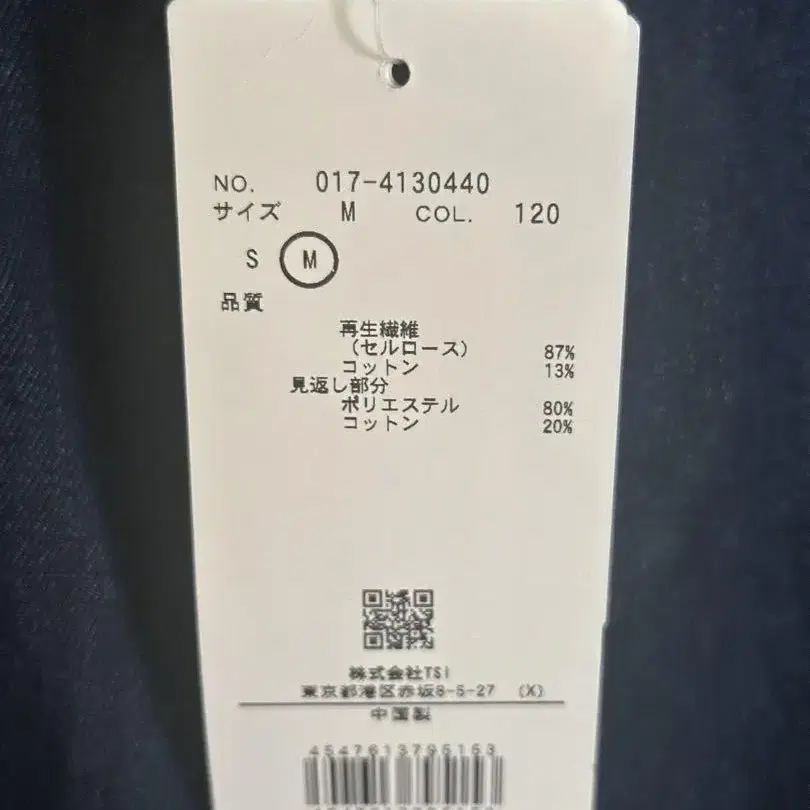 NO. 017-4130440
サイズ M COL. 120
S M
品質
再生繊維
(セルロース) 87%
コットン 13%
見返し部分
ポリエステル 80%
コットン 20%
株式会社TSI
東京都港区赤坂8-5-27 (X)
中国製
4547613795153